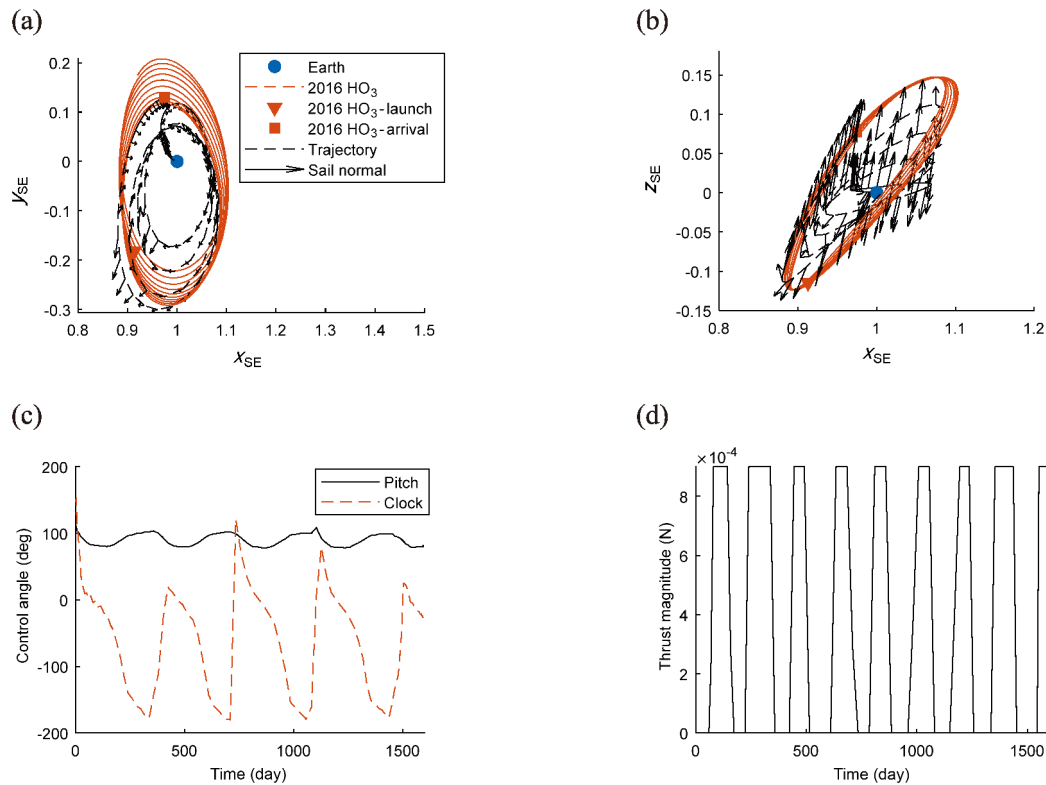 (a)
0.2
0.1
0
-0.1
-0.2
-0.3
0.8
0.9
1
1.1
1.2
1.3
1.4
1.5
y_SE
x_SE
Earth
2016 HO₃
2016 HO₃-launch
2016 HO₃-arrival
Trajectory
Sail normal
(b)
0.15
0.1
0.05
0
-0.05
-0.1
-0.15
0.8
0.9
1
1.1
1.2
z_SE
x_SE
(c)
200
100
0
-100
-200
0
500
1000
1500
Control angle (deg)
Time (day)
Pitch
Clock
(d)
×10⁻⁴
8
6
4
2
0
0
500
1000
1500
Thrust magnitude (N)
Time (day)